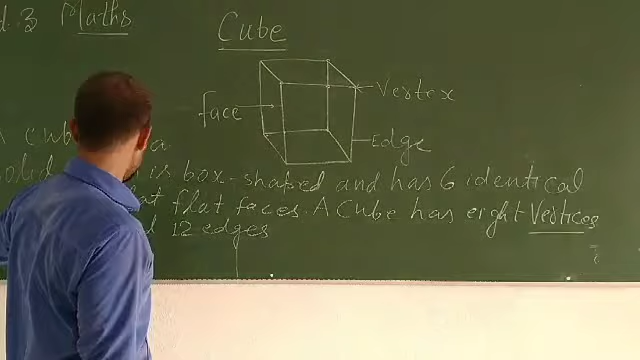 3 Maths
Cube
Vertex
face
Edge
a
is box-shaped and has 6 identical
flat faces. A Cube has eight Vertices
12 edges